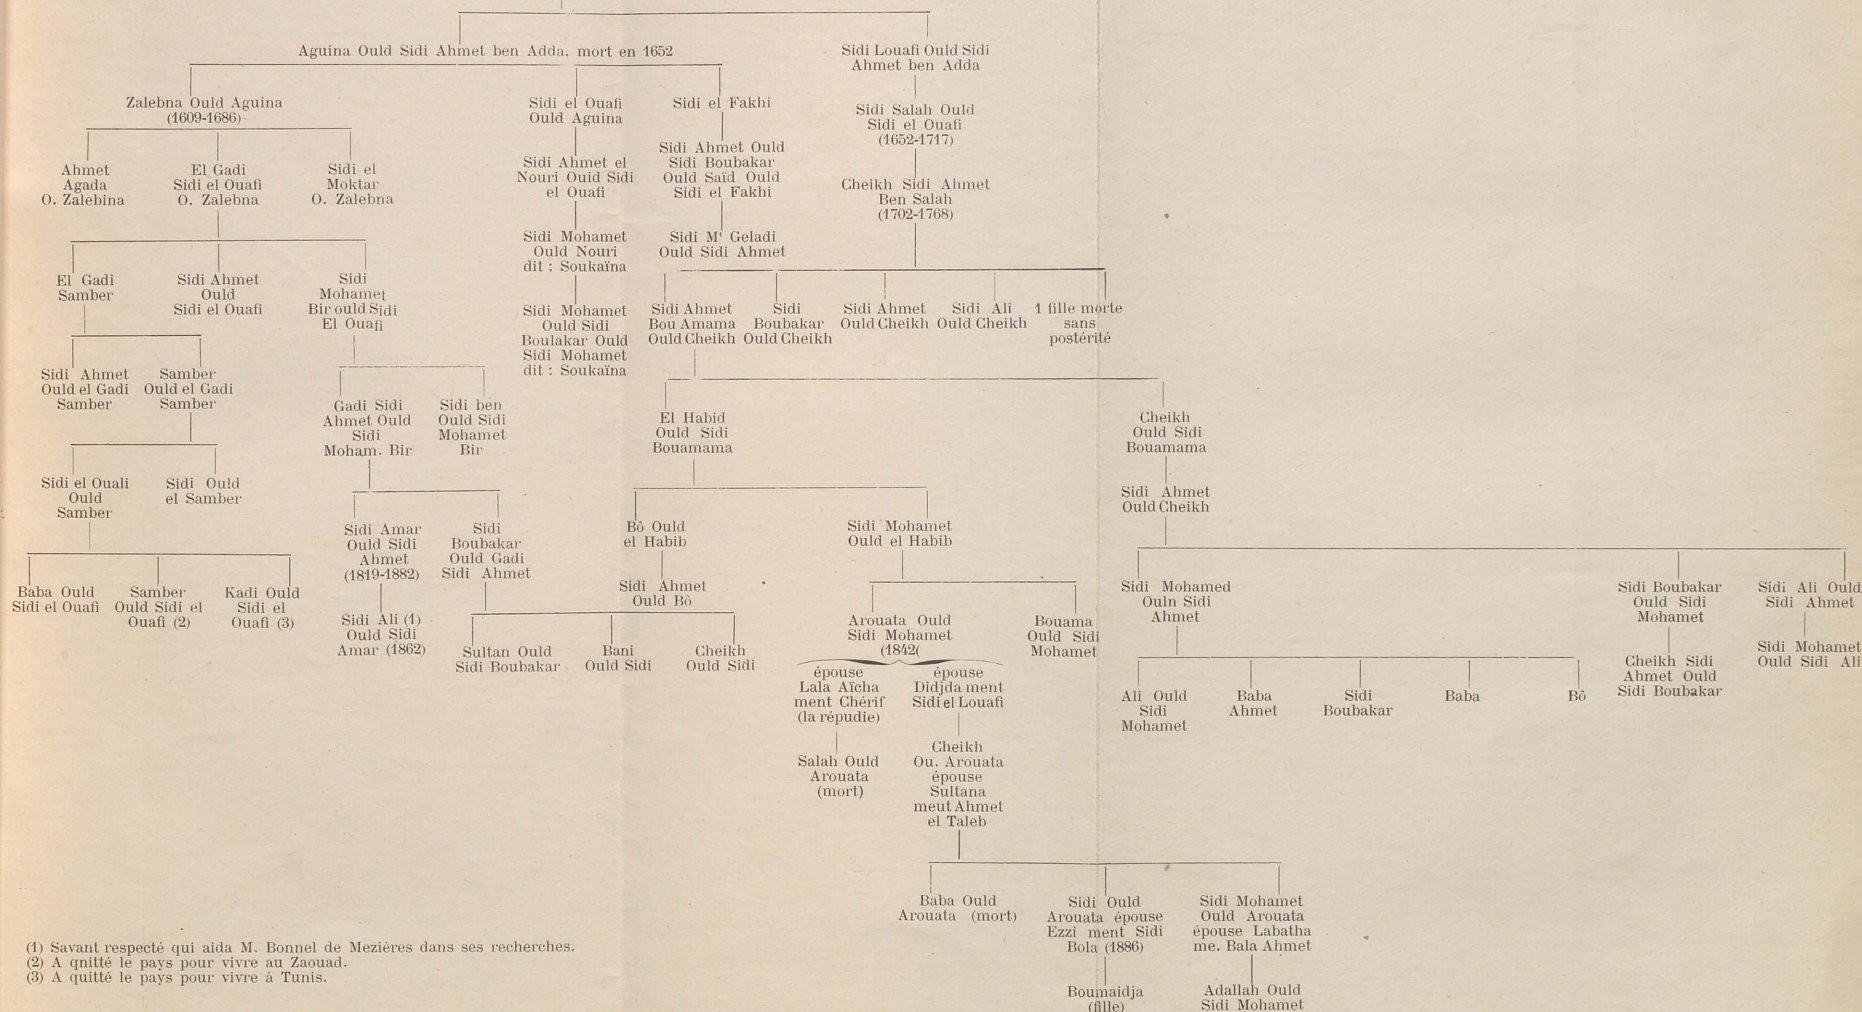 Aguina Ould Sidi Ahmet ben Adda, mort en 1652
Sidi Louafi Ould Sidi
Ahmet ben Adda
Zalebna Ould Aguina
(1609-1686)
Sidi el Ouafi
Ould Aguina
Sidi el Fakhi
Sidi Salah Ould
Sidi el Ouafi
(1652-1717)
Ahmet
Agada
O. Zalebina
El Gadi
Sidi el Ouafi
O. Zalebna
Sidi el
Moktar
O. Zalebna
Sidi Ahmet el
Nouri Ouid Sidi
el Ouafi
Sidi Ahmet Ould
Sidi Boubakar
Ould Saïd Ould
Sidi el Fakhi
Cheikh Sidi Ahmet
Ben Salah
(1702-1768)
Sidi Mohamet
Ould Nouri
dit : Soukaïna
Sidi Mt Geladi
Ould Sidi Ahmet
El Gadi
Samber
Sidi Ahmet
Ould
Sidi el Ouafi
Sidi
Mohamet
Bir ould Sidi
El Ouafi
Sidi Mohamet
Ould Sidi
Boulakar Ould
Sidi Mohamet
dit : Soukaïna
Sidi Ahmet
Bou Amama
Ould Cheikh
Sidi
Boubakar
Ould Cheikh
Sidi Ahmet
Ould Cheikh
Sidi Ali
Ould Cheikh
1 fille morte
sans
postérité
Sidi Ahmet
Ould el Gadi
Samber
Samber
Ould el Gadi
Samber
Gadi Sidi
Ahmet Ould
Sidi
Moham. Bir
Sidi ben
Ould Sidi
Mohamet
Bir
El Habid
Ould Sidi
Bouamama
Cheikh
Ould Sidi
Bouamama
Sidi el Ouali
Ould
Samber
Sidi Ould
el Samber
Sidi Ahmet
Ould Cheikh
Sidi Amar
Ould Sidi
Ahmet
(1819-1882)
Sidi
Boubakar
Ould Gadi
Sidi Ahmet
Bô Ould
el Habib
Sidi Mohamet
Ould el Habib
Baba Ould
Sidi el Ouafi
Samber
Ould Sidi el
Ouafi (2)
Kadi Ould
Sidi el
Ouafi (3)
Sidi Ali (1)
Ould Sidi
Amar (1862)
Sidi Ahmet
Ould Bô
Sidi Mohamed
Ouln Sidi
Ahmet
Sidi Boubakar
Ould Sidi
Mohamet
Sidi Ali Ould
Sidi Ahmet
Sultan Ould
Sidi Boubakar
Bani
Ould Sidi
Cheikh
Ould Sidi
Arouata Ould
Sidi Mohamet
(1842(
Bouama
Ould Sidi
Mohamet
Cheikh Sidi
Ahmet Ould
Sidi Boubakar
Sidi Mohamet
Ould Sidi Ali
épouse
Lala Aïcha
ment Chérif
(la répudie)
épouse
Didjda ment
Sidi el Louafi
Ali Ould
Sidi
Mohamet
Baba
Ahmet
Sidi
Boubakar
Baba
Bô
Salah Ould
Arouata
(mort)
Cheikh
Ou. Arouata
épouse
Sultana
meut Ahmet
el Taleb
Baba Ould
Arouata (mort)
Sidi Ould
Arouata épouse
Ezzi ment Sidi
Bola (1886)
Sidi Mohamet
Ould Arouata
épouse Labatha
me. Bala Ahmet
Boumaidja
(fille)
Adallah Ould
Sidi Mohamet
(1) Savant respecté qui aida M. Bonnel de Mezières dans ses recherches.
(2) A qnitté le pays pour vivre au Zaouad.
(3) A quitté le pays pour vivre à Tunis.